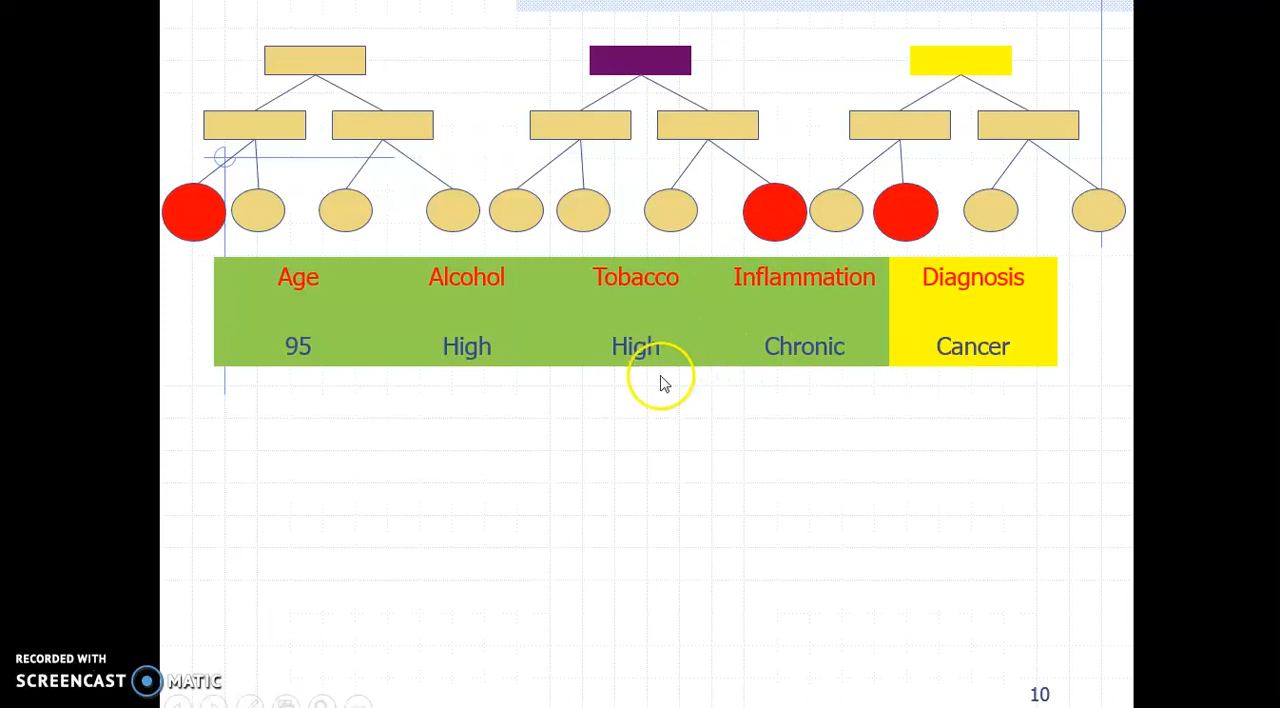 Age Alcohol Tobacco Inflammation Diagnosis
95 High High Chronic Cancer
RECORDED WITH
SCREENCAST MATIC
10